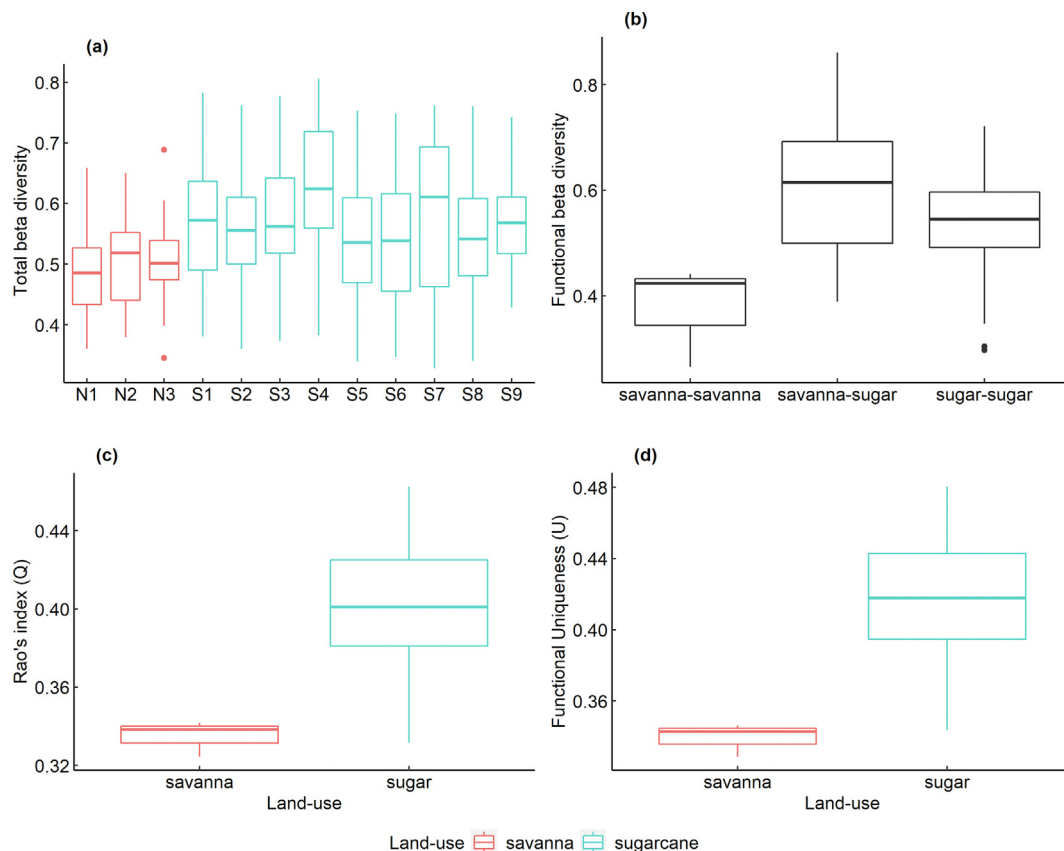 (a)
Total beta diversity
0.8
0.7
0.6
0.5
0.4
N1 N2 N3 S1 S2 S3 S4 S5 S6 S7 S8 S9
(b)
Functional beta diversity
0.8
0.6
0.4
savanna-savanna savanna-sugar sugar-sugar
(c)
Rao's index (Q)
0.44
0.40
0.36
0.32
savanna sugar
Land-use
(d)
Functional Uniqueness (U)
0.48
0.44
0.40
0.36
savanna sugar
Land-use
Land-use savanna sugarcane